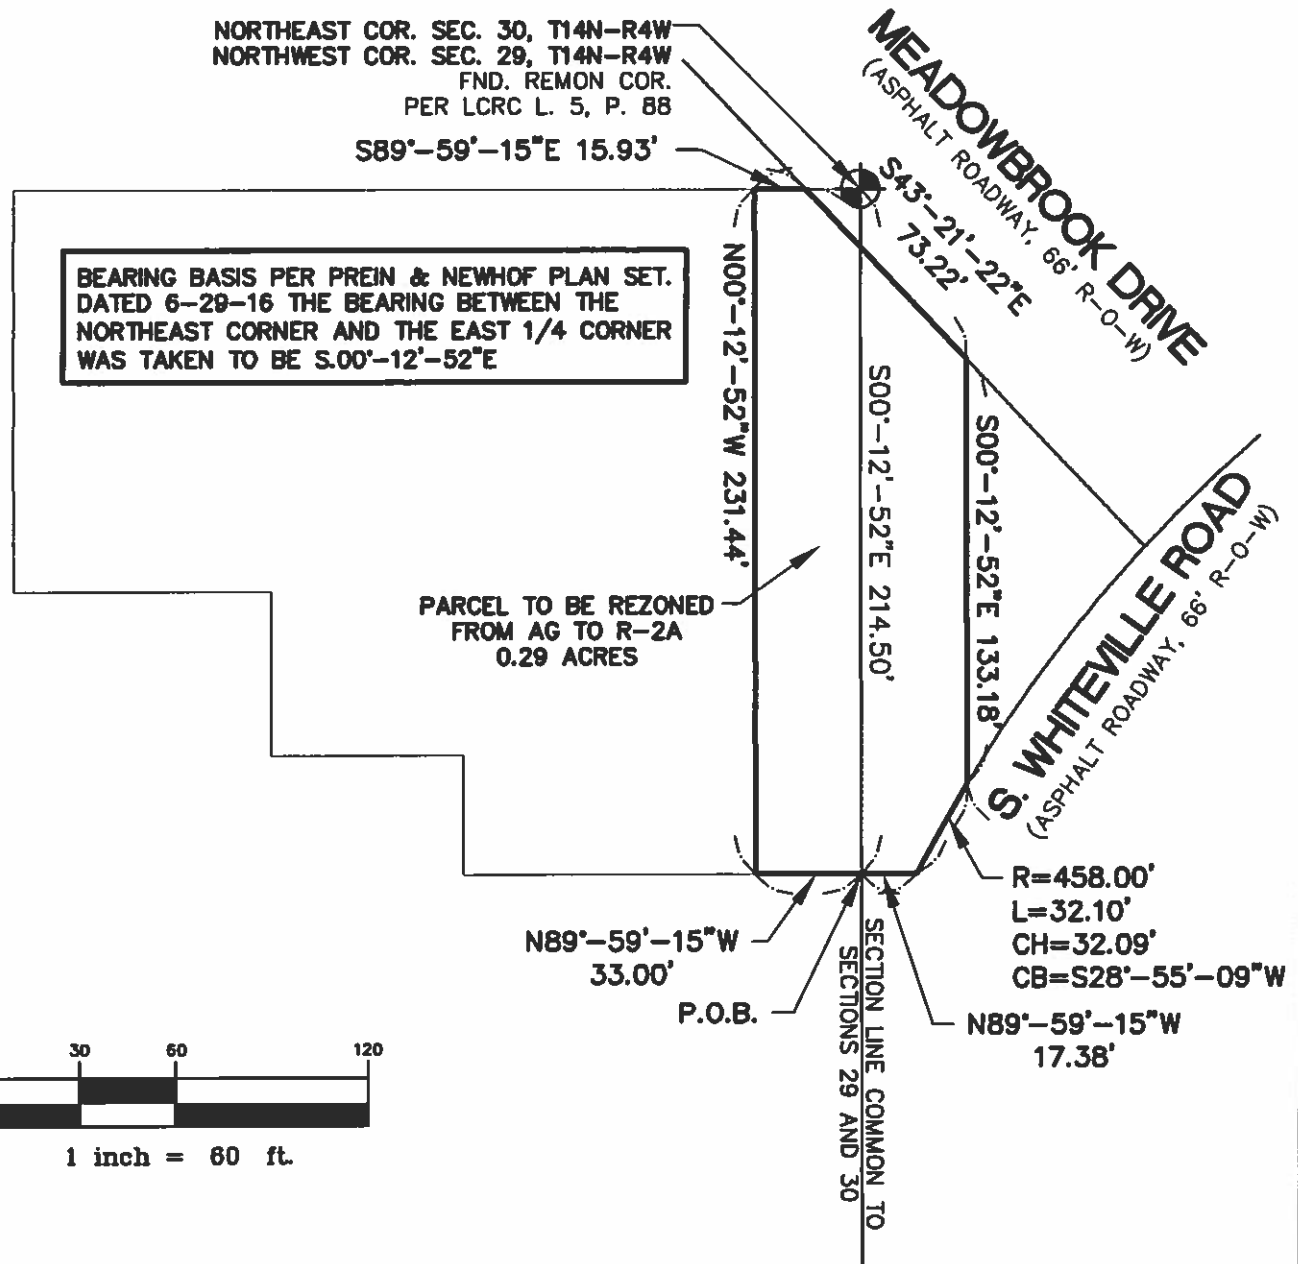 NORTHEAST COR. SEC. 30, T14N-R4W
NORTHWEST COR. SEC. 29, T14N-R4W
FND. REMON COR.
PER LCRC L. 5, P. 88
S89°-59'-15"E 15.93'
MEADOWBROOK DRIVE
(ASPHALT ROADWAY, 66' R-O-W)
S43°-21'-22"E
73.22'
BEARING BASIS PER PREIN & NEWHOF PLAN SET.
DATED 6-29-16 THE BEARING BETWEEN THE
NORTHEAST CORNER AND THE EAST 1/4 CORNER
WAS TAKEN TO BE S.00°-12'-52"E
N00°-12'-52"W 231.44'
S00°-12'-52"E 214.50'
S00°-12'-52"E 133.18'
PARCEL TO BE REZONED
FROM AG TO R-2A
0.29 ACRES
S. WHITEVILLE ROAD
(ASPHALT ROADWAY, 66' R-O-W)
R=458.00'
L=32.10'
CH=32.09'
CB=S28°-55'-09"W
N89°-59'-15"W
33.00'
P.O.B.
N89°-59'-15"W
17.38'
SECTION LINE COMMON TO
SECTIONS 29 AND 30
30 60 120
1 inch = 60 ft.